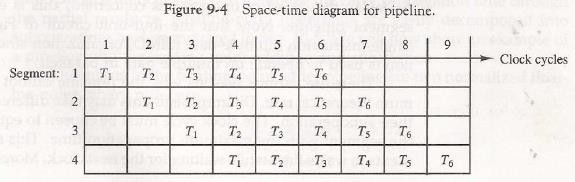 Figure 9-4 Space-time diagram for pipeline.
1 2 3 4 5 6 7 8 9
Clock cycles
Segment: 1 T1 T2 T3 T4 T5 T6
2 T1 T2 T3 T4 T5 T6
3 T1 T2 T3 T4 T5 T6
4 T1 T2 T3 T4 T5 T6